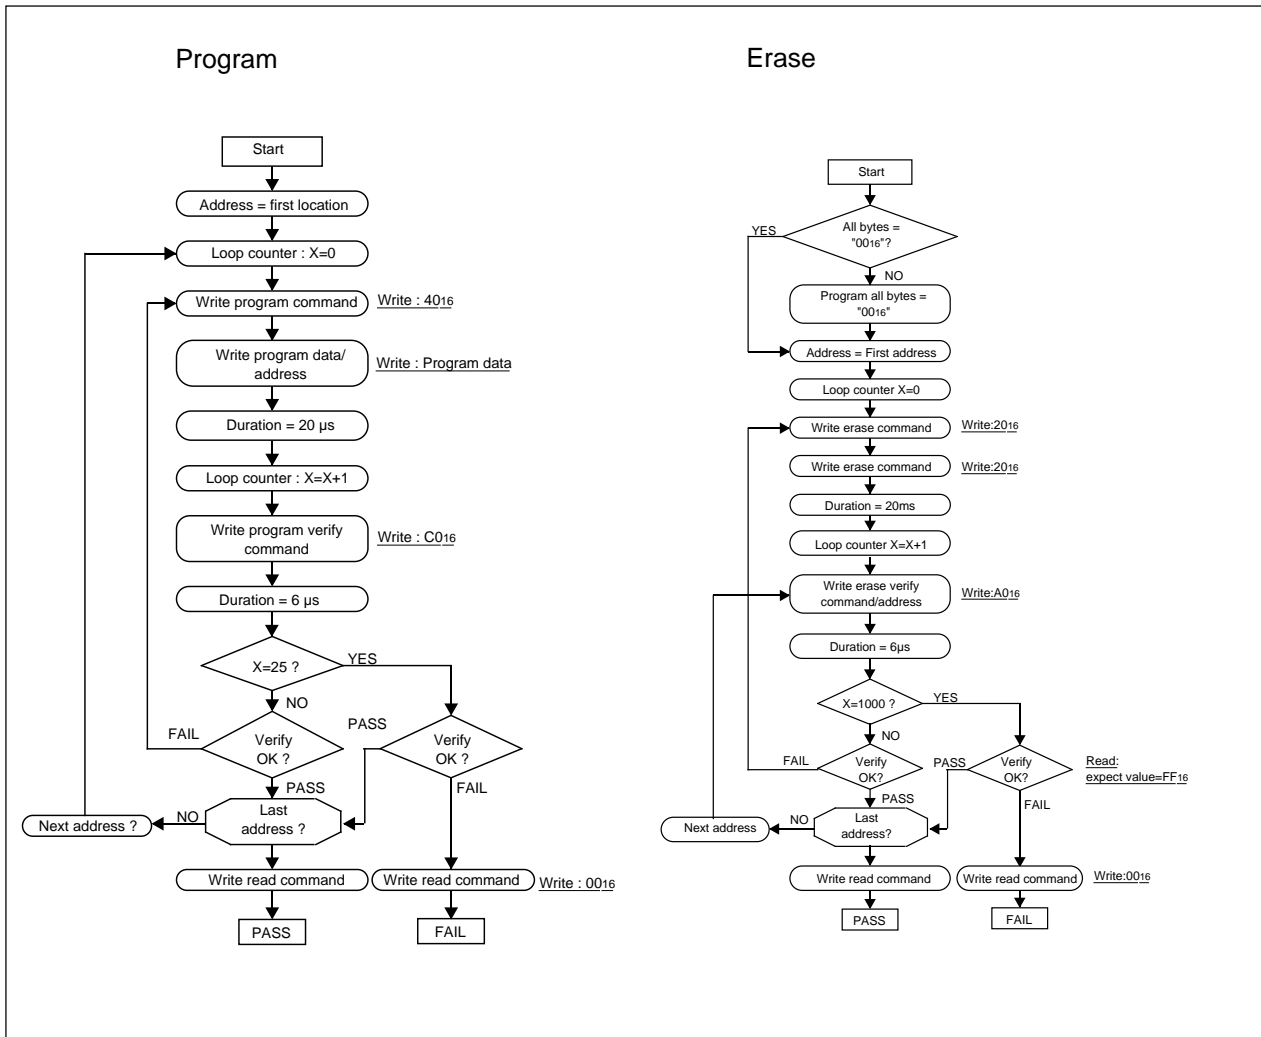 Program
Start
Address = first location
Loop counter : X=0
Write program command
Write : 4016
Write program data/
address
Write : Program data
Duration = 20 µs
Loop counter : X=X+1
Write program verify
command
Write : C016
Duration = 6 µs
X=25 ?
YES
NO
FAIL
Verify
OK ?
PASS
PASS
Verify
OK ?
FAIL
Last
address ?
NO
Next address ?
Write read command
Write read command
Write : 0016
PASS
FAIL
Erase
Start
All bytes =
"0016"?
YES
NO
Program all bytes =
"0016"
Address = First address
Loop counter X=0
Write erase command
Write:2016
Write erase command
Write:2016
Duration = 20ms
Loop counter X=X+1
Write erase verify
command/address
Write:A016
Duration = 6µs
X=1000 ?
YES
NO
FAIL
Verify
OK?
PASS
PASS
Verify
OK?
FAIL
Read:
expect value=FF16
Last
address?
NO
Next address
Write read command
Write read command
Write:0016
PASS
FAIL